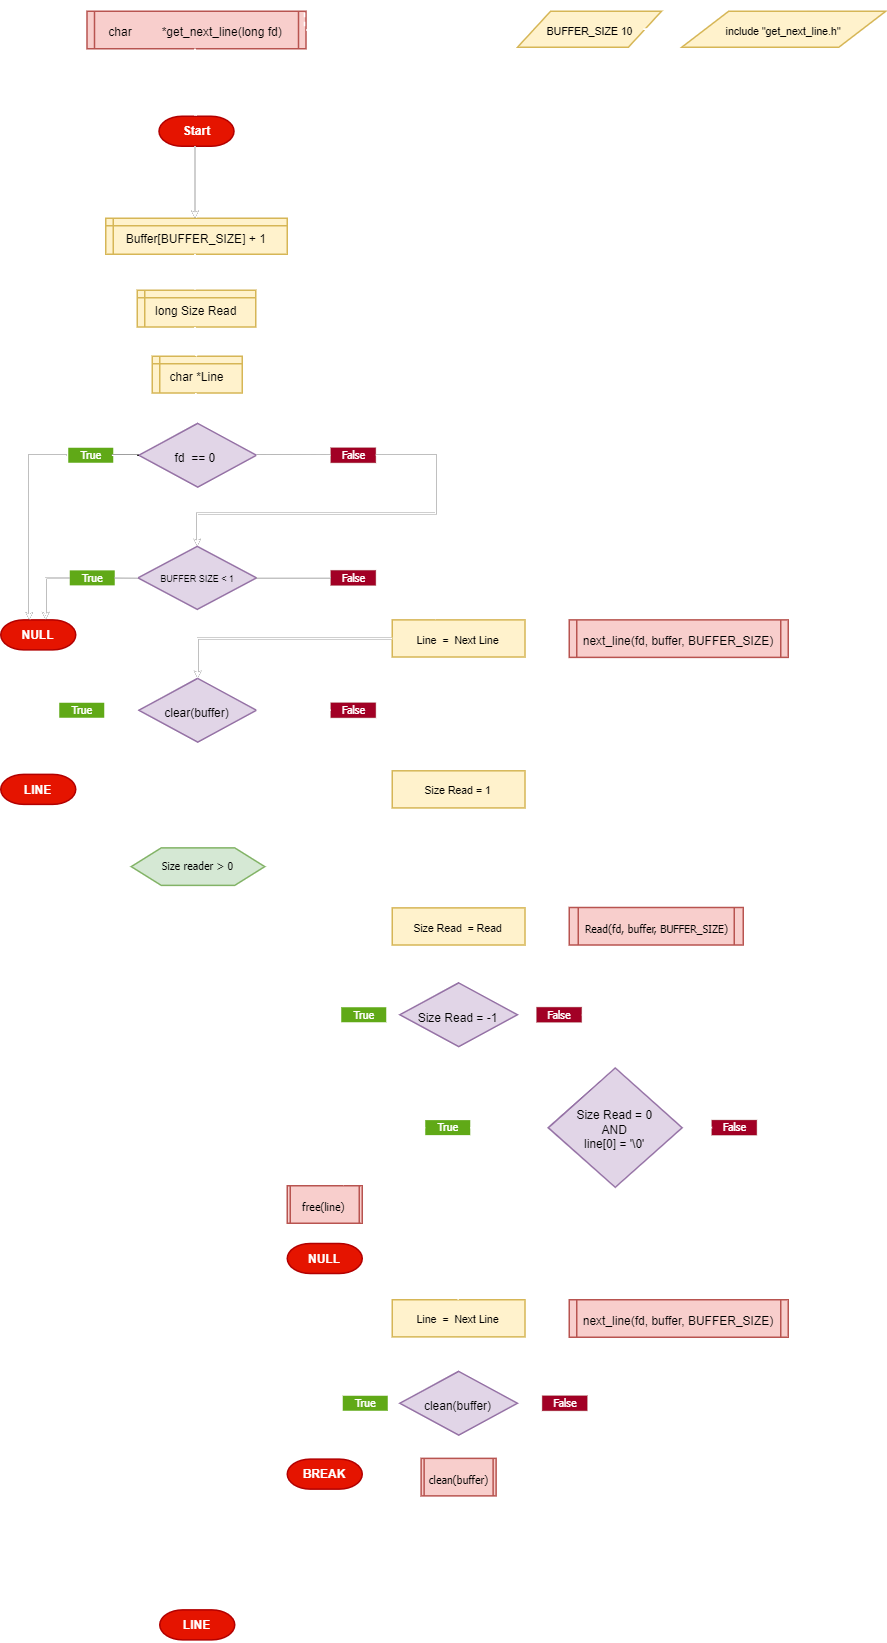 char *get_next_line(long fd)
BUFFER_SIZE 10
include "get_next_line.h"
Start
Buffer[BUFFER_SIZE] + 1
long Size Read
char *Line
True
fd == 0
False
True
BUFFER SIZE < 1
False
NULL
Line = Next Line
next_line(fd, buffer, BUFFER_SIZE)
True
clear(buffer)
False
LINE
Size Read = 1
Size reader > 0
Size Read = Read
Read(fd, buffer, BUFFER_SIZE)
True
Size Read = -1
False
True
Size Read = 0
AND
line[0] = '\0'
False
free(line)
NULL
Line = Next Line
next_line(fd, buffer, BUFFER_SIZE)
True
clean(buffer)
False
BREAK
clean(buffer)
LINE